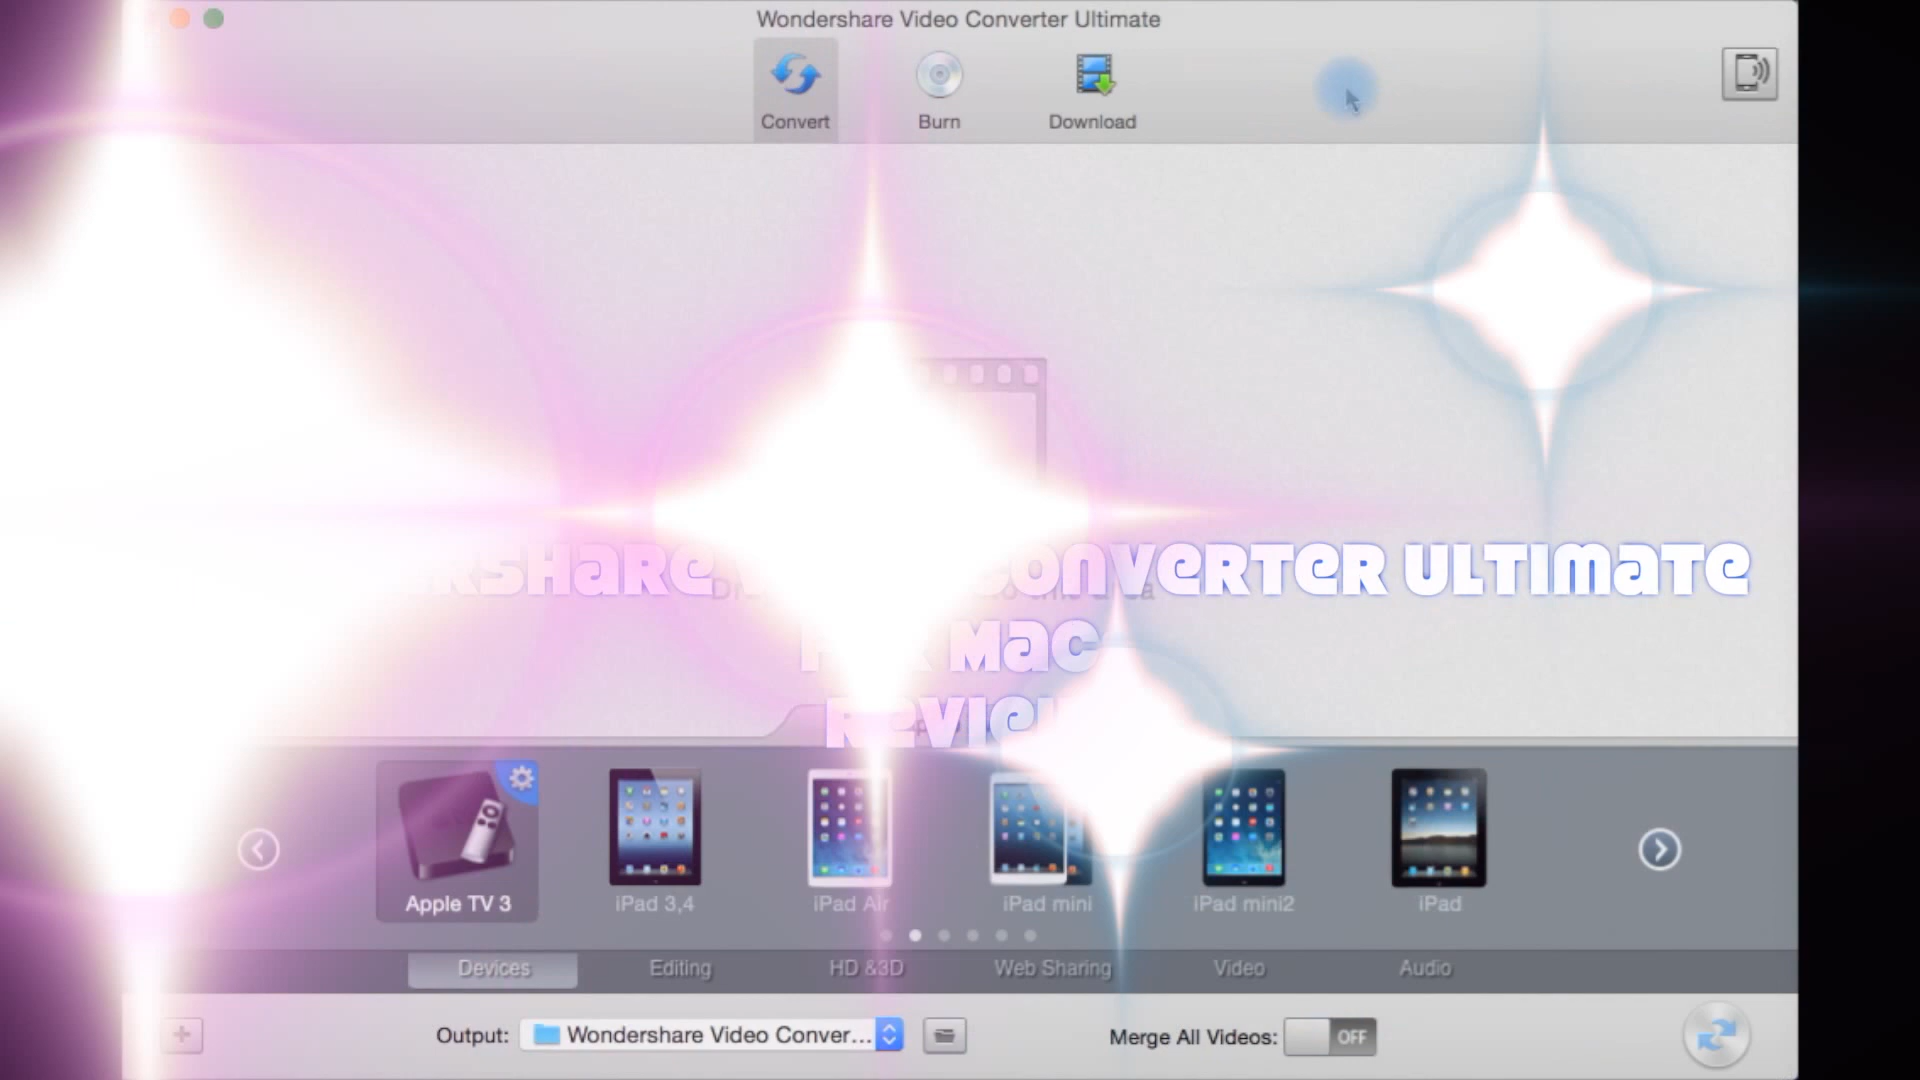 Wondershare Video Converter Ultimate
Convert
Burn
Download
Converter Ultimate
Mac
Apple TV 3
iPad 3,4
iPad Air
iPad mini
iPad mini2
iPad
Devices
Editing
HD &3D
Web Sharing
Video
Audio
Output:
Wondershare Video Conver...
Merge All Videos:
OFF